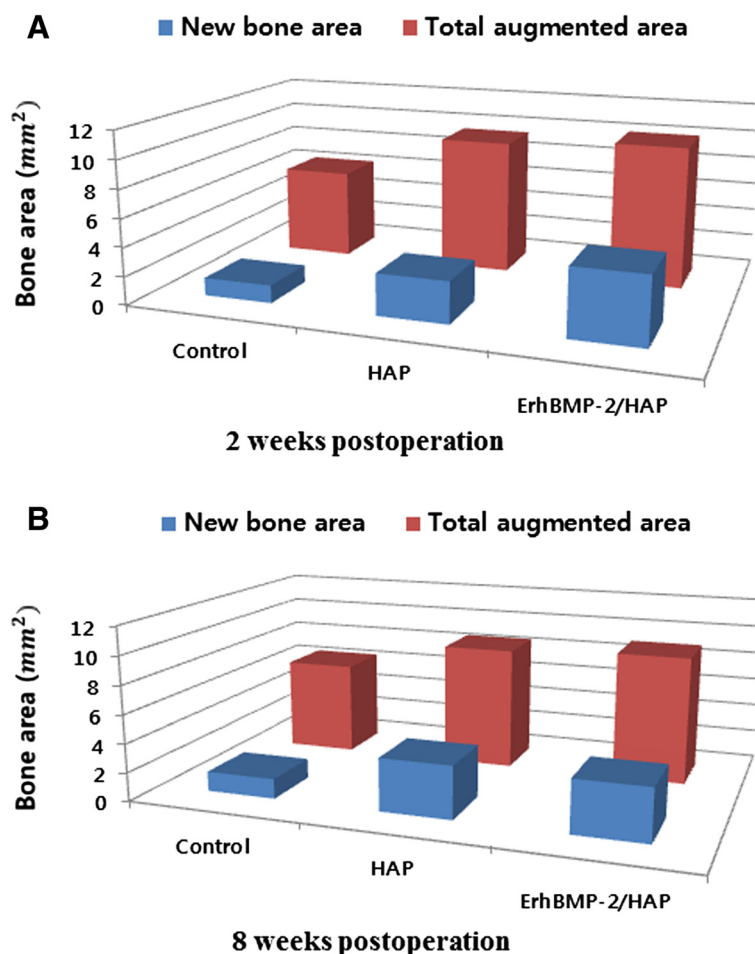 A
New bone area Total augmented area
Bone area (mm²)
12
10
8
6
4
2
0
Control
HAP
ErhBMP-2/HAP
2 weeks postoperation
B
New bone area Total augmented area
Bone area (mm²)
12
10
8
6
4
2
0
Control
HAP
ErhBMP-2/HAP
8 weeks postoperation